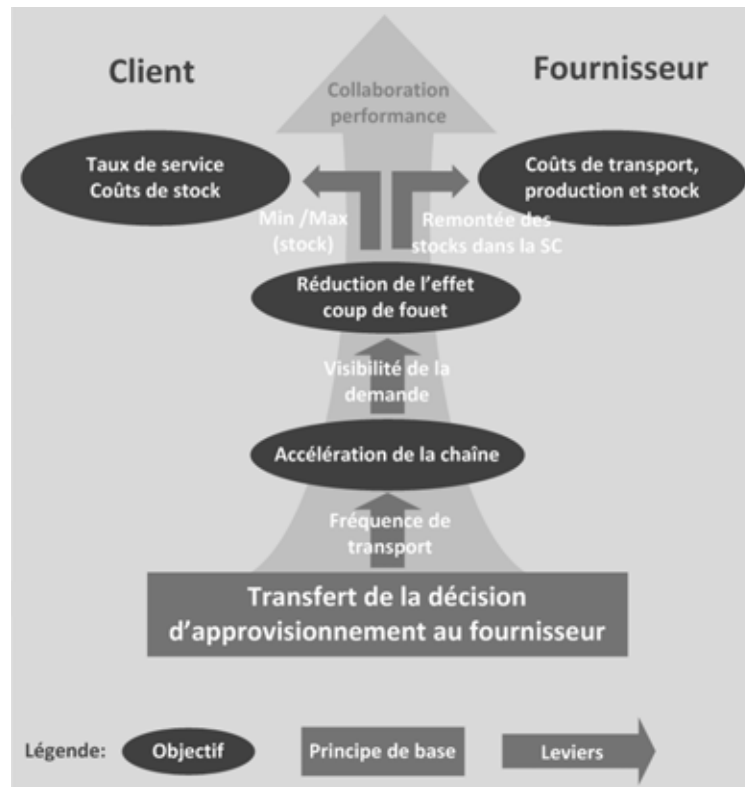 Client
Fournisseur
Collaboration
performance
Taux de service
Coûts de stock
Coûts de transport,
production et stock
Min /Max
(stock)
Remontée des
stocks dans la SC
Réduction de l'effet
coup de fouet
Visibilité de la
demande
Accélération de la chaîne
Fréquence de
transport
Transfert de la décision
d'approvisionnement au fournisseur
Légende:
Objectif
Principe de base
Leviers